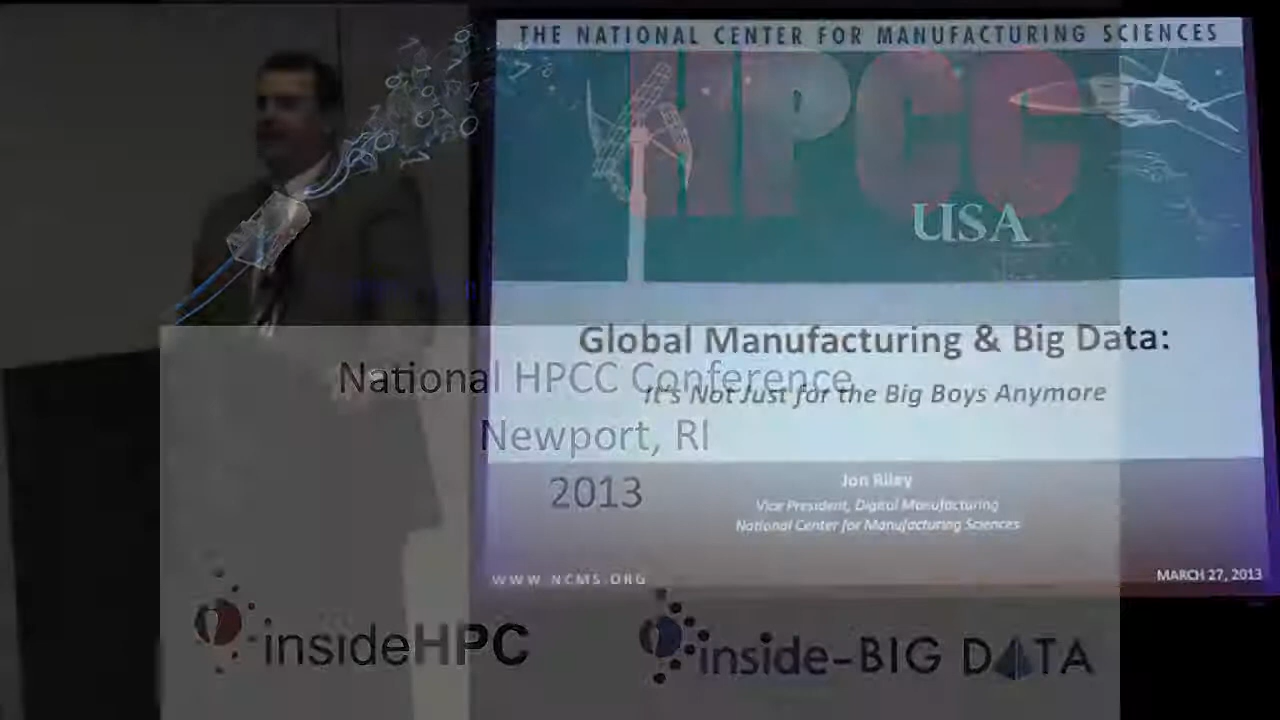 THE NATIONAL CENTER FOR MANUFACTURING SCIENCES
HPCC
USA
Global Manufacturing & Big Data:
It's Not Just for the Big Boys Anymore
National HPCC Conference
Newport, RI
2013
Jon Riley
Vice President, Digital Manufacturing
National Center for Manufacturing Sciences
WWW.NCMS.ORG
MARCH 27, 2013
insideHPC
inside-BIG DATA